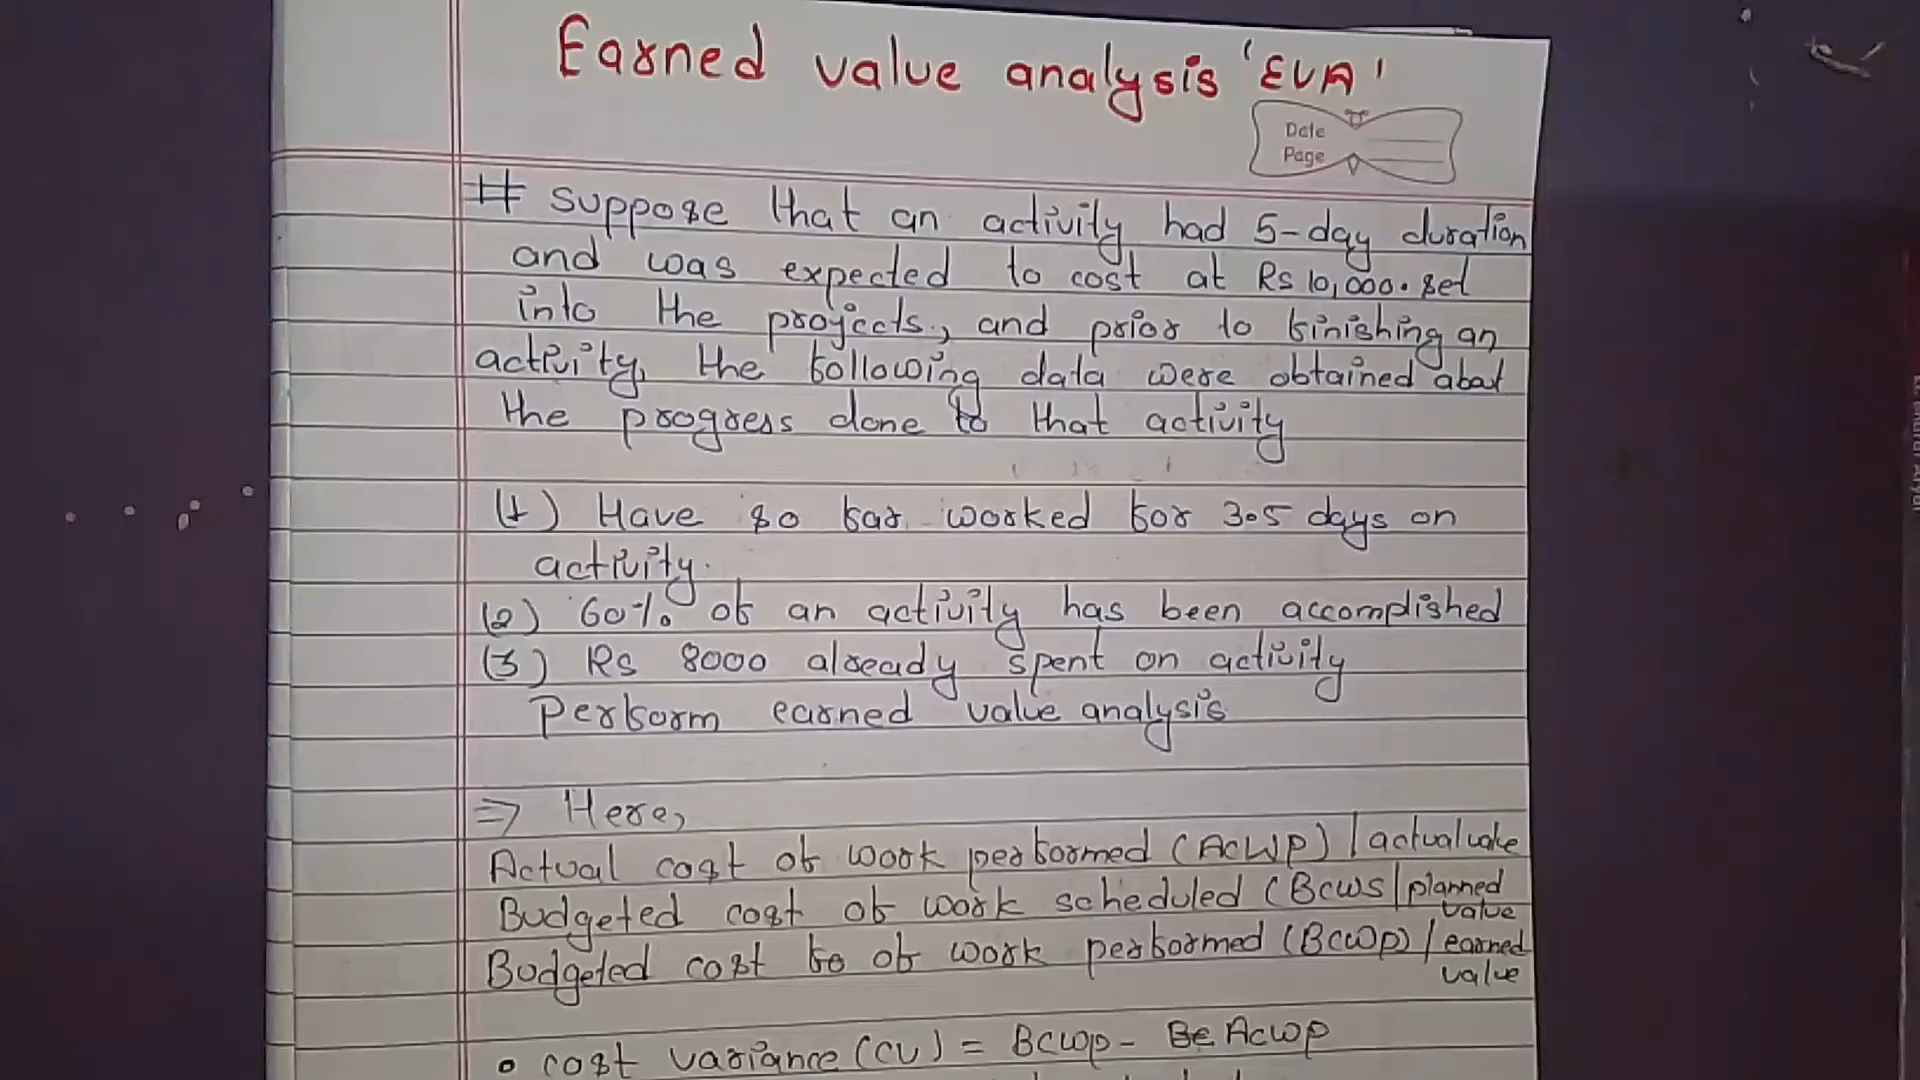 Earned value analysis 'EVA'
Date
Page
# suppose that an activity had 5-day duration
and was expected to cost at Rs 10,000. set
into the projects, and prior to finishing an
activity, the following data were obtained about
the progress done to that activity
(1) Have so far worked for 3.5 days on
activity.
(2) 60% of an activity has been accomplished
(3) Rs 8000 already spent on activity
Perform earned value analysis
⇒ Here,
Actual cost of work performed (ACWP) / actual value
Budgeted cost of work scheduled (BCWS / planned value
Budgeted cost of work performed (BCWP) / earned value
• cost variance (CV) = BCWP - ACWP